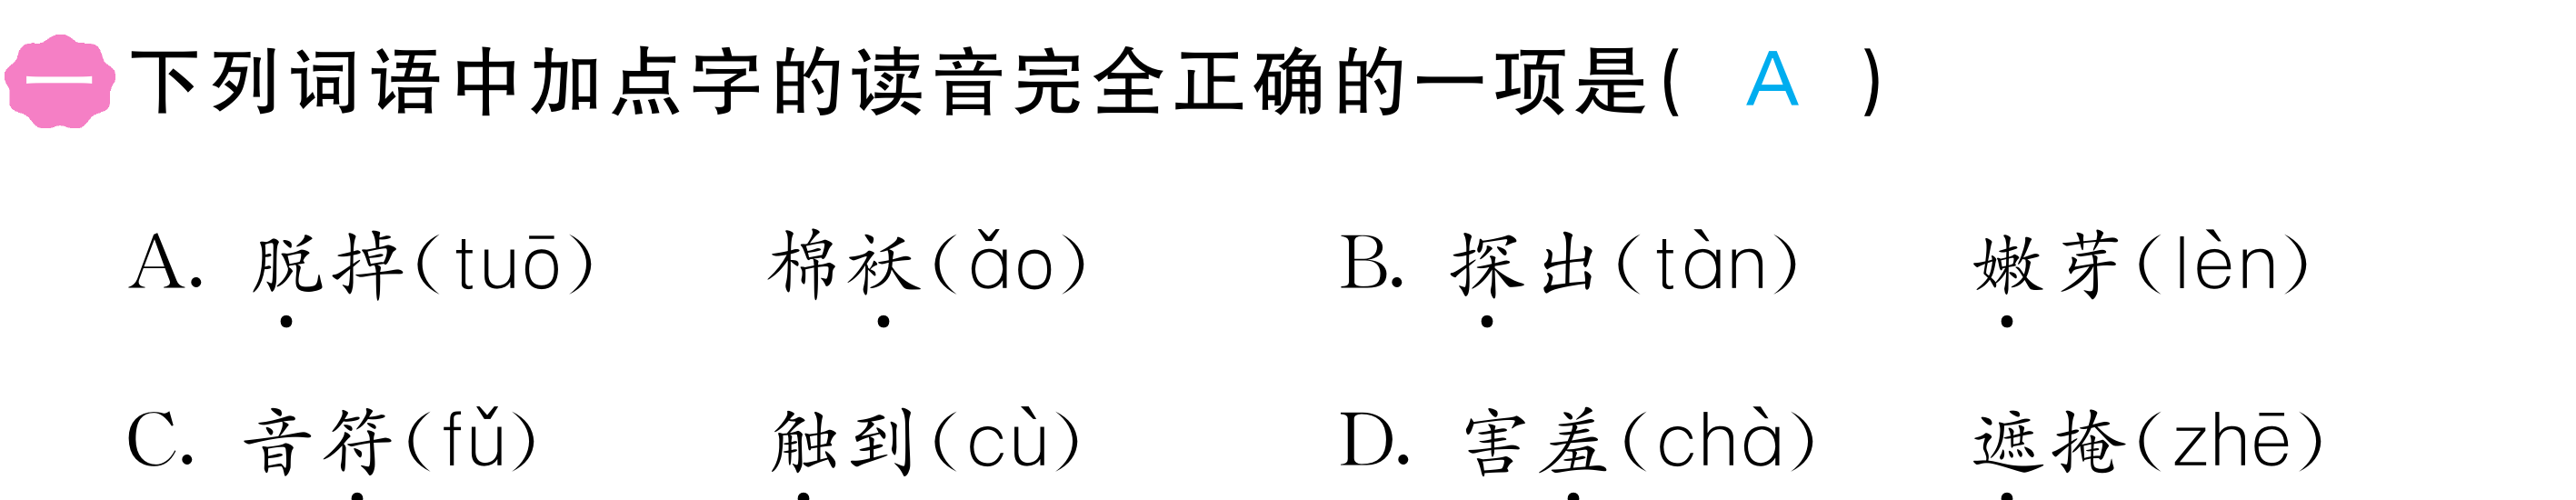 一 下列词语中加点字的读音完全正确的一项是( A )
A. 脱掉(tuō) 棉袄(ǎo) B. 探出(tàn) 嫩芽(lèn)
C. 音符(fǔ) 触到(cù) D. 害羞(chà) 遮掩(zhē)